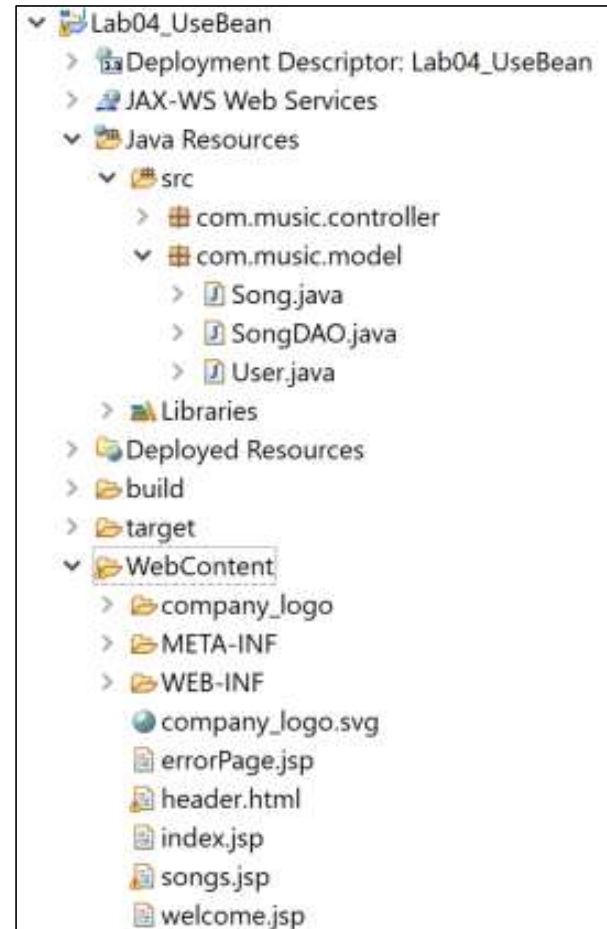 Lab04_UseBean
Deployment Descriptor: Lab04_UseBean
JAX-WS Web Services
Java Resources
src
com.music.controller
com.music.model
Song.java
SongDAO.java
User.java
Libraries
Deployed Resources
build
target
WebContent
company_logo
META-INF
WEB-INF
company_logo.svg
errorPage.jsp
header.html
index.jsp
songs.jsp
welcome.jsp